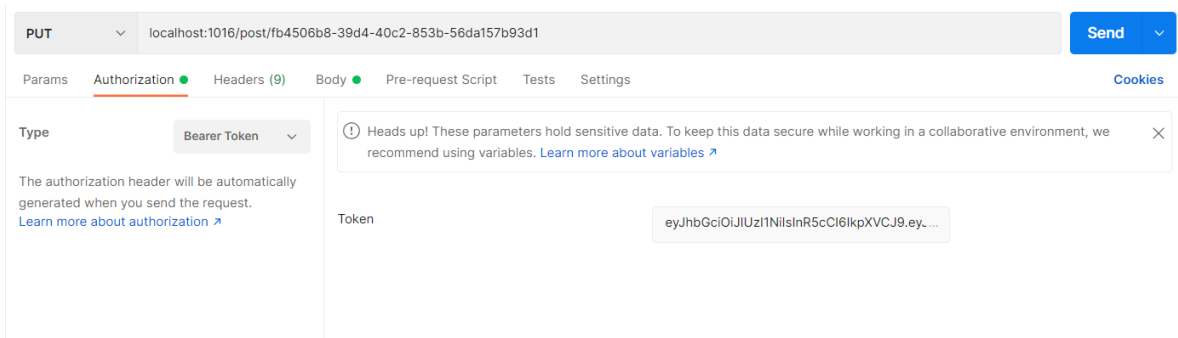 PUT localhost:1016/post/fb4506b8-39d4-40c2-853b-56da157b93d1 Send
Params Authorization Headers (9) Body Pre-request Script Tests Settings Cookies
Type Bearer Token
The authorization header will be automatically
generated when you send the request.
Learn more about authorization ↗
Heads up! These parameters hold sensitive data. To keep this data secure while working in a collaborative environment, we
recommend using variables. Learn more about variables ↗
Token eyJhbGciOiJIUzI1NiIsInR5cCI6IkpXVCJ9.eyJ...